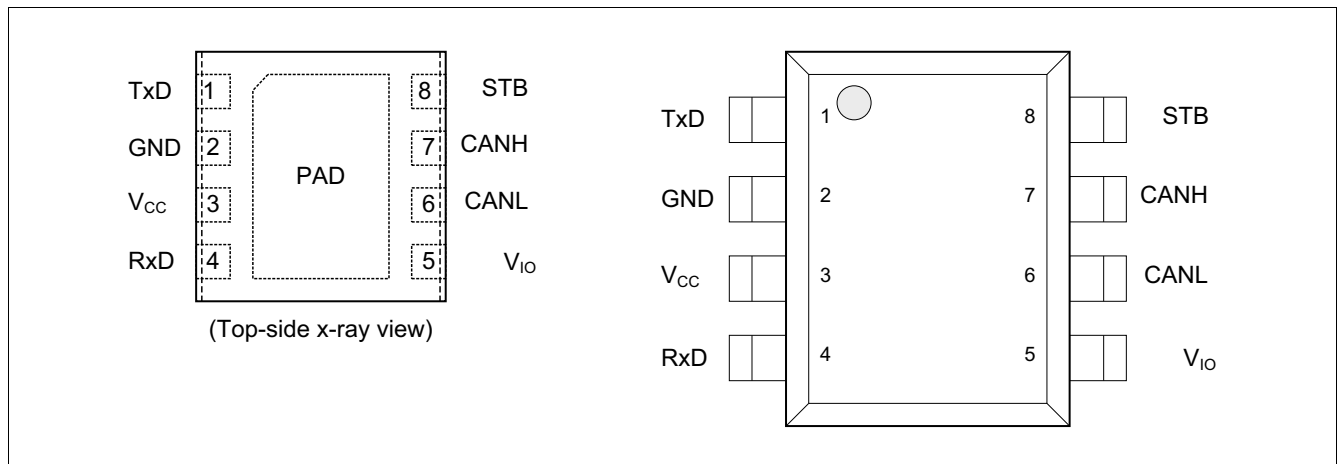 TxD 1 8 STB
GND 2 7 CANH
PAD
VCC 3 6 CANL
RxD 4 5 VIO
(Top-side x-ray view)
TxD 1 8 STB
GND 2 7 CANH
VCC 3 6 CANL
RxD 4 5 VIO